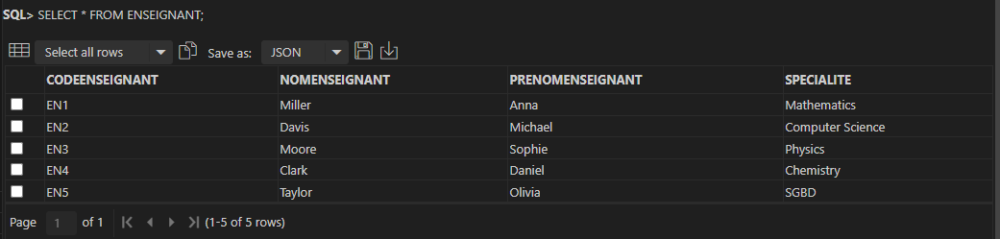 SQL> SELECT * FROM ENSEIGNANT;
Select all rows Save as: JSON
CODEENSEIGNANT NOMENSEIGNANT PRENOMENSEIGNANT SPECIALITE
EN1 Miller Anna Mathematics
EN2 Davis Michael Computer Science
EN3 Moore Sophie Physics
EN4 Clark Daniel Chemistry
EN5 Taylor Olivia SGBD
Page 1 of 1 (1-5 of 5 rows)